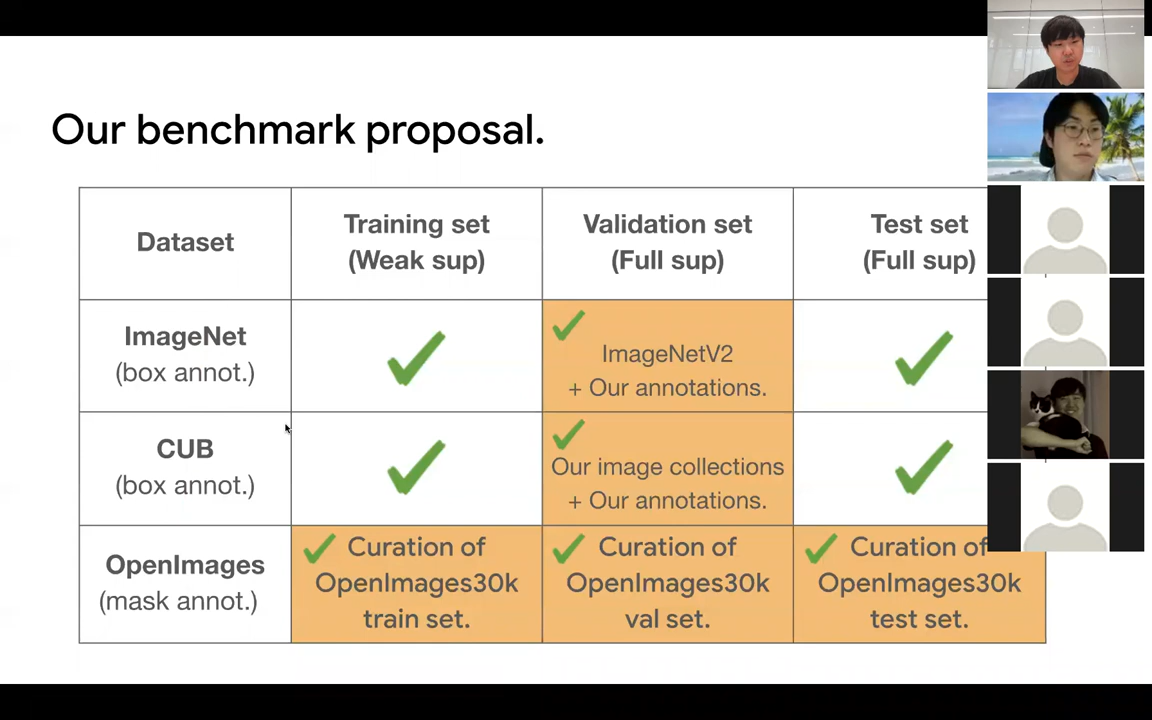 Our benchmark proposal.
Dataset
Training set
(Weak sup)
Validation set
(Full sup)
Test set
(Full sup)
ImageNet
(box annot.)
ImageNetV2
+ Our annotations.
CUB
(box annot.)
Our image collections
+ Our annotations.
OpenImages
(mask annot.)
Curation of
OpenImages30k
train set.
Curation of
OpenImages30k
val set.
Curation of
OpenImages30k
test set.